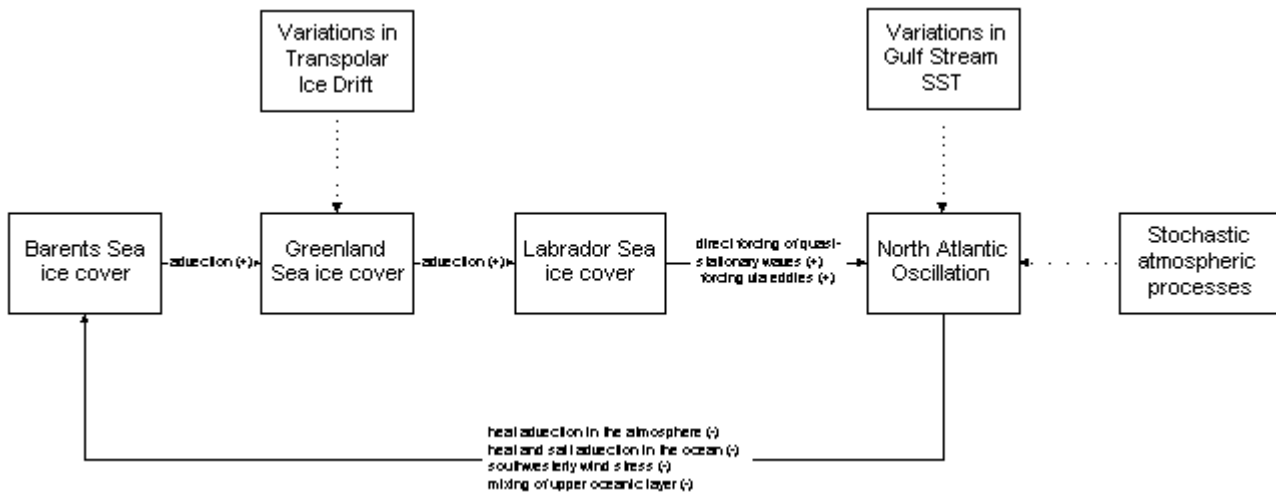 Variations in
Transpolar
Ice Drift
Variations in
Gulf Stream
SST
Barents Sea
ice cover
advection (+)
Greenland
Sea ice cover
advection (+)
Labrador Sea
ice cover
direct forcing of quasi-
stationary waves (+)
forcing via eddies (+)
North Atlantic
Oscillation
Stochastic
atmospheric
processes
heat advection in the atmosphere (-)
heat and salt advection in the ocean (-)
southwesterly wind stress (-)
mixing of upper oceanic layer (-)